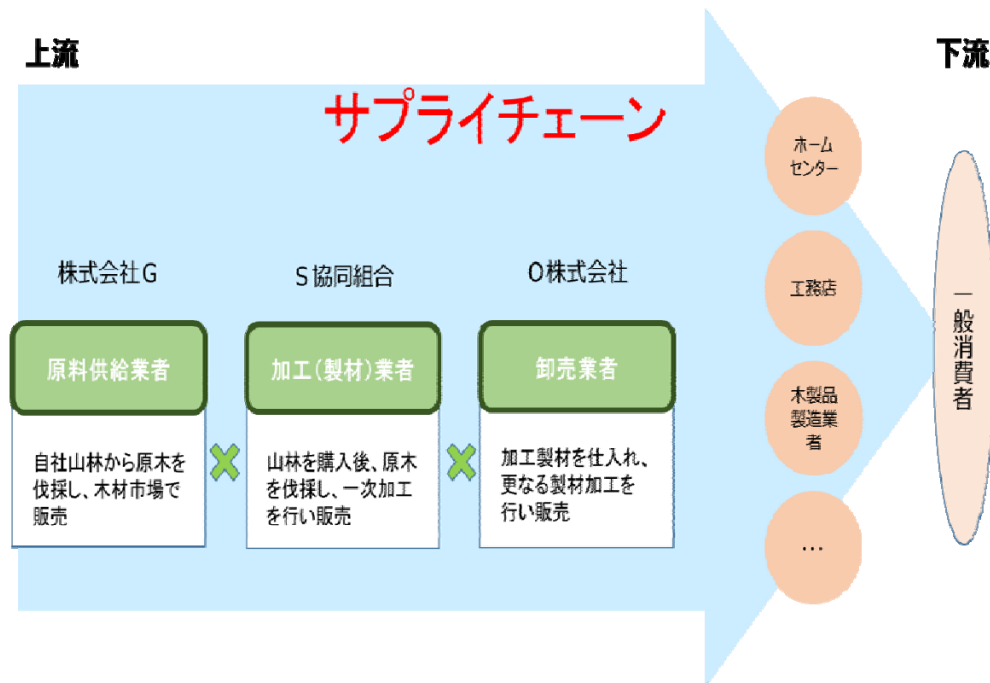 上流
下流
サプライチェーン
株式会社G
S協同組合
O株式会社
原料供給業者
加工(製材)業者
卸売業者
自社山林から原木を
伐採し、木材市場で
販売
山林を購入後、原木
を伐採し、一次加工
を行い販売
加工製材を仕入れ、
更なる製材加工を
行い販売
ホーム
センター
工務店
木製品
製造業
者
…
一般消費者